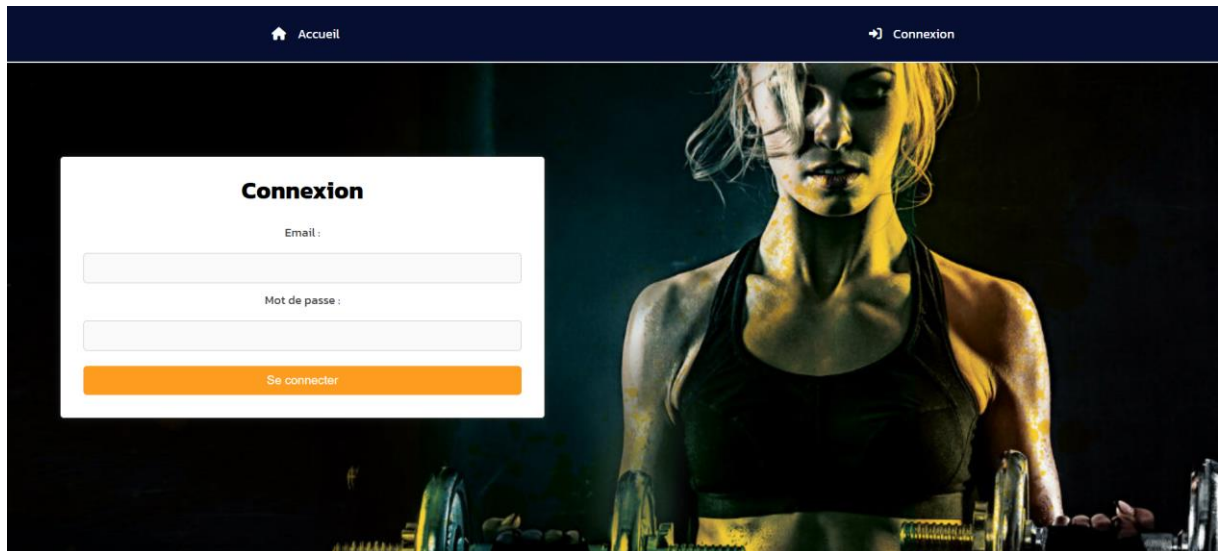 Accueil
Connexion
Connexion
Email :
Mot de passe :
Se connecter